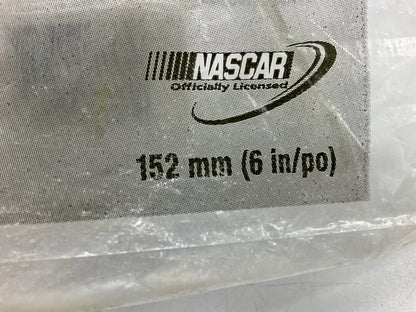 NASCAR
Officially Licensed
152 mm (6 in/po)